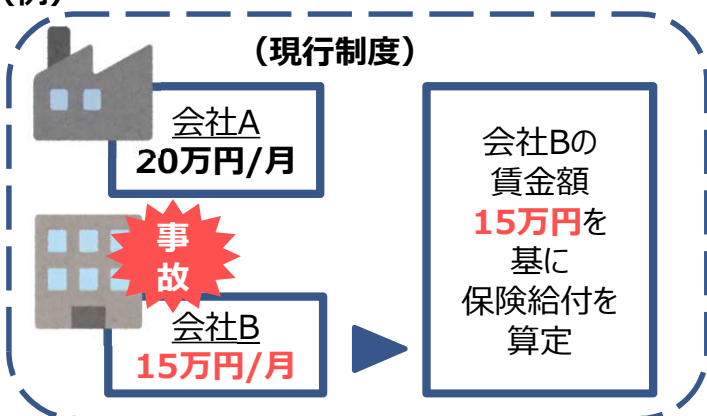 (例)
（現行制度）
会社A
20万円/月
事
故
会社B
15万円/月
会社Bの
賃金額
15万円を
基に
保険給付を
算定